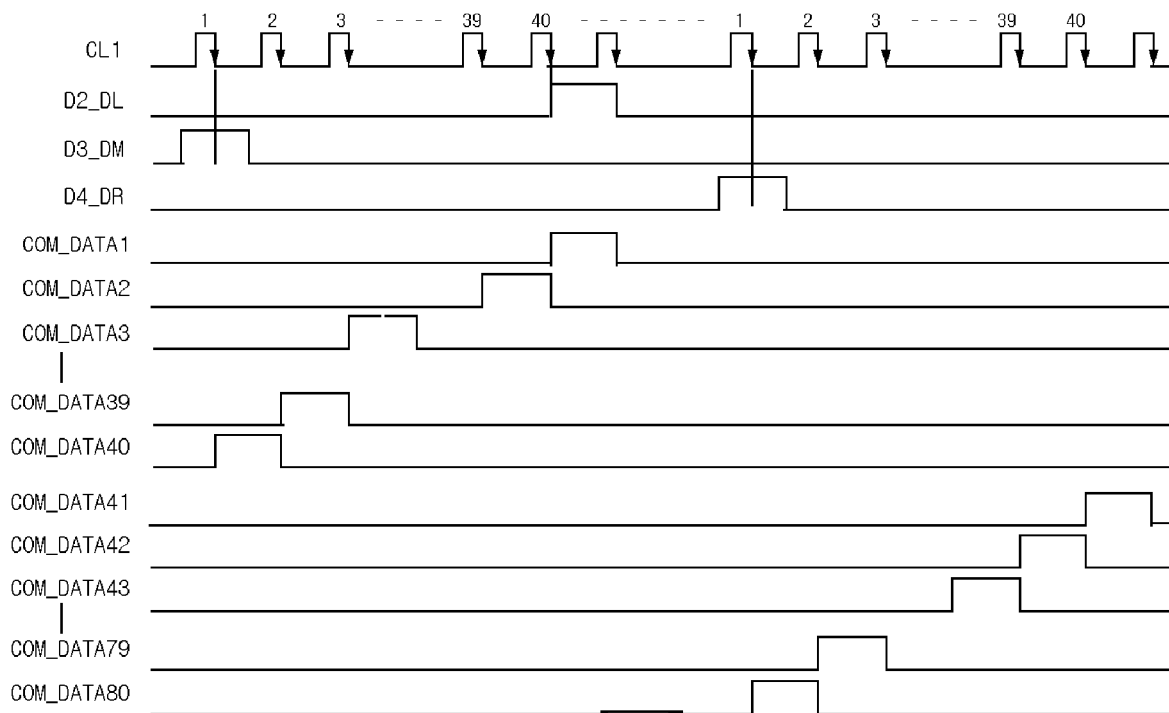 1 2 3 - - - - - 39 40 - - - - - - - - 1 2 3 - - - - - 39 40
CL1
D2_DL
D3_DM
D4_DR
COM_DATA1
COM_DATA2
COM_DATA3
COM_DATA39
COM_DATA40
COM_DATA41
COM_DATA42
COM_DATA43
COM_DATA79
COM_DATA80